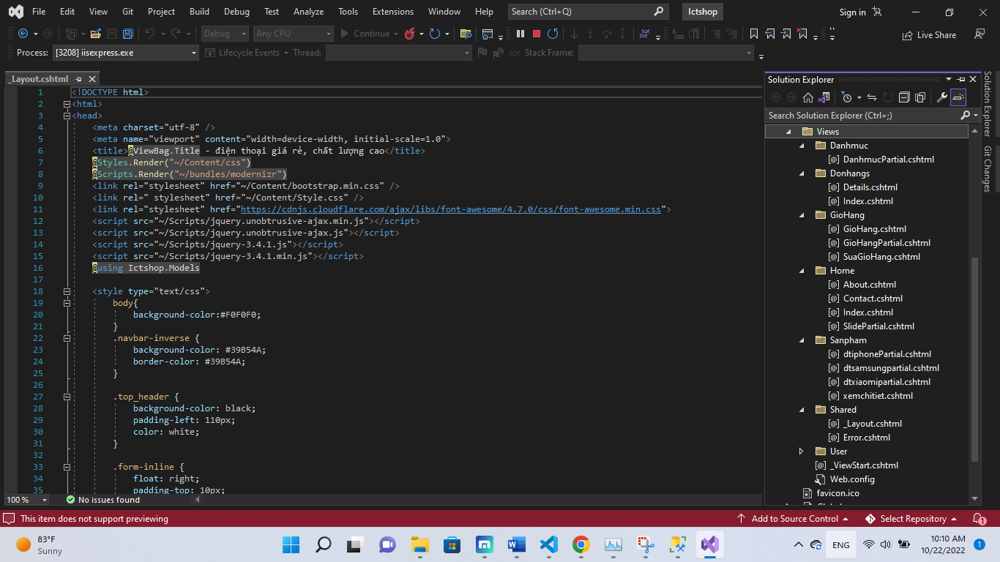 File Edit View Git Project Build Debug Test Analyze Tools Extensions Window Help Search (Ctrl+Q) Ictshop Sign in
Debug Any CPU Continue Live Share
Process: [3208] iisexpress.exe Lifecycle Events Thread: Stack Frame:
_Layout.cshtml
1 <!DOCTYPE html>
2 <html>
3 <head>
4 <meta charset="utf-8" />
5 <meta name="viewport" content="width=device-width, initial-scale=1.0">
6 <title>@ViewBag.Title - điện thoại giá rẻ, chất lượng cao</title>
7 @Styles.Render("~/Content/css")
8 @Scripts.Render("~/bundles/modernizr")
9 <link rel="stylesheet" href="~/Content/bootstrap.min.css" />
10 <link rel=" stylesheet" href="~/Content/Style.css" />
11 <link rel="stylesheet" href="https://cdnjs.cloudflare.com/ajax/libs/font-awesome/4.7.0/css/font-awesome.min.css">
12 <script src="~/Scripts/jquery.unobtrusive-ajax.min.js"></script>
13 <script src="~/Scripts/jquery.unobtrusive-ajax.js"></script>
14 <script src="~/Scripts/jquery-3.4.1.js"></script>
15 <script src="~/Scripts/jquery-3.4.1.min.js"></script>
16 @using Ictshop.Models
17
18 <style type="text/css">
19 body{
20 background-color:#F0F0F0;
21 }
22 .navbar-inverse {
23 background-color: #39B54A;
24 border-color: #39B54A;
25 }
26
27 .top_header {
28 background-color: black;
29 padding-left: 110px;
30 color: white;
31 }
32
33 .form-inline {
34 float: right;
35 padding-top: 10px;
100 % No issues found
Solution Explorer
Search Solution Explorer (Ctrl+;)
Views
Danhmuc
[@] DanhmucPartial.cshtml
Donhangs
[@] Details.cshtml
[@] Index.cshtml
GioHang
[@] GioHang.cshtml
[@] GioHangPartial.cshtml
[@] SuaGioHang.cshtml
Home
[@] About.cshtml
[@] Contact.cshtml
[@] Index.cshtml
[@] SlidePartial.cshtml
Sanpham
[@] dtiphonePartial.cshtml
[@] dtsamsungpartial.cshtml
[@] dtxiaomipartial.cshtml
[@] xemchitiet.cshtml
Shared
[@] _Layout.cshtml
[@] Error.cshtml
User
[@] _ViewStart.cshtml
Web.config
favicon.ico
Solution Explorer
Git Changes
This item does not support previewing Add to Source Control Select Repository 1
83°F
Sunny
ENG
10:10 AM
10/22/2022
1